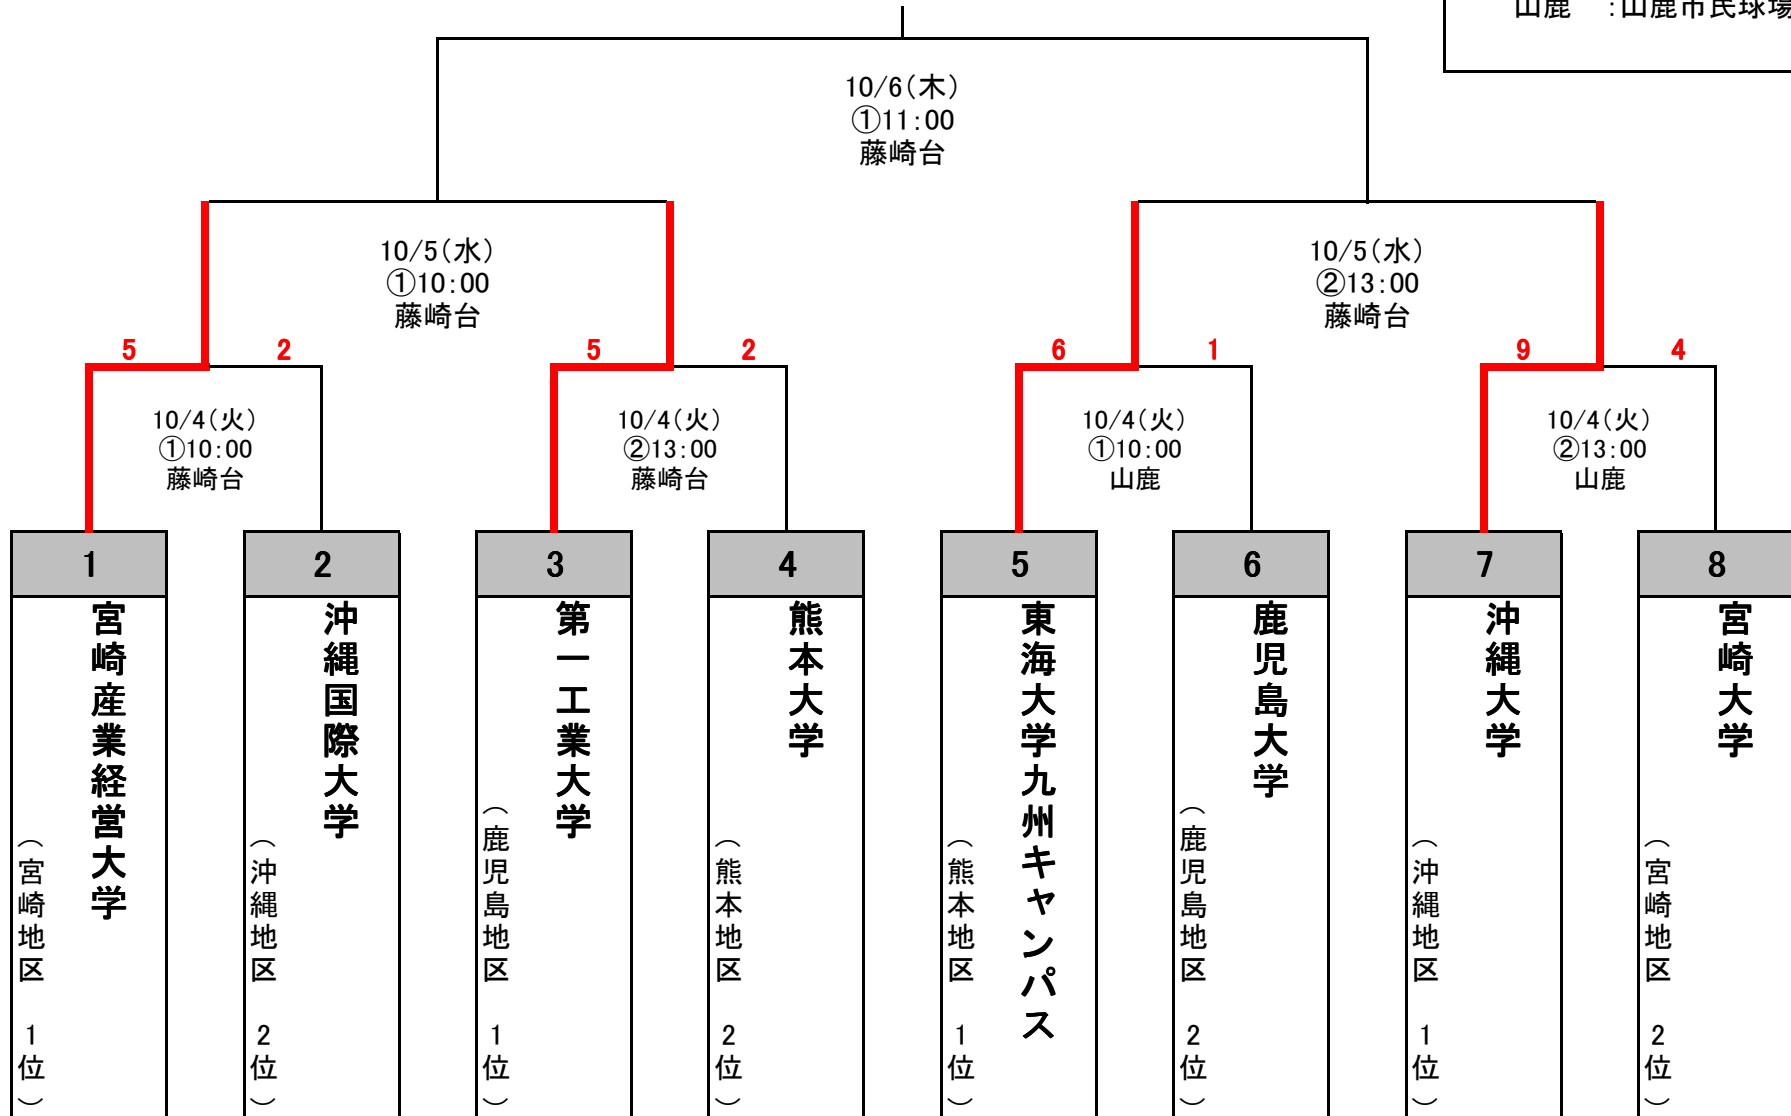 山鹿　：山鹿市民球場
10/6（木）
①11：00
藤崎台
10/5（水）
①10：00
藤崎台
10/5（水）
②13：00
藤崎台
5
2
5
2
6
1
9
4
10/4（火）
①10：00
藤崎台
10/4（火）
②13：00
藤崎台
10/4（火）
①10：00
山鹿
10/4（火）
②13：00
山鹿
1
2
3
4
5
6
7
8
宮崎産業経営大学
（宮崎地区　1位）
沖縄国際大学
（沖縄地区　2位）
第一工業大学
（鹿児島地区　1位）
熊本大学
（熊本地区　2位）
東海大学九州キャンパス
（熊本地区　1位）
鹿児島大学
（鹿児島地区　2位）
沖縄大学
（沖縄地区　1位）
宮崎大学
（宮崎地区　2位）